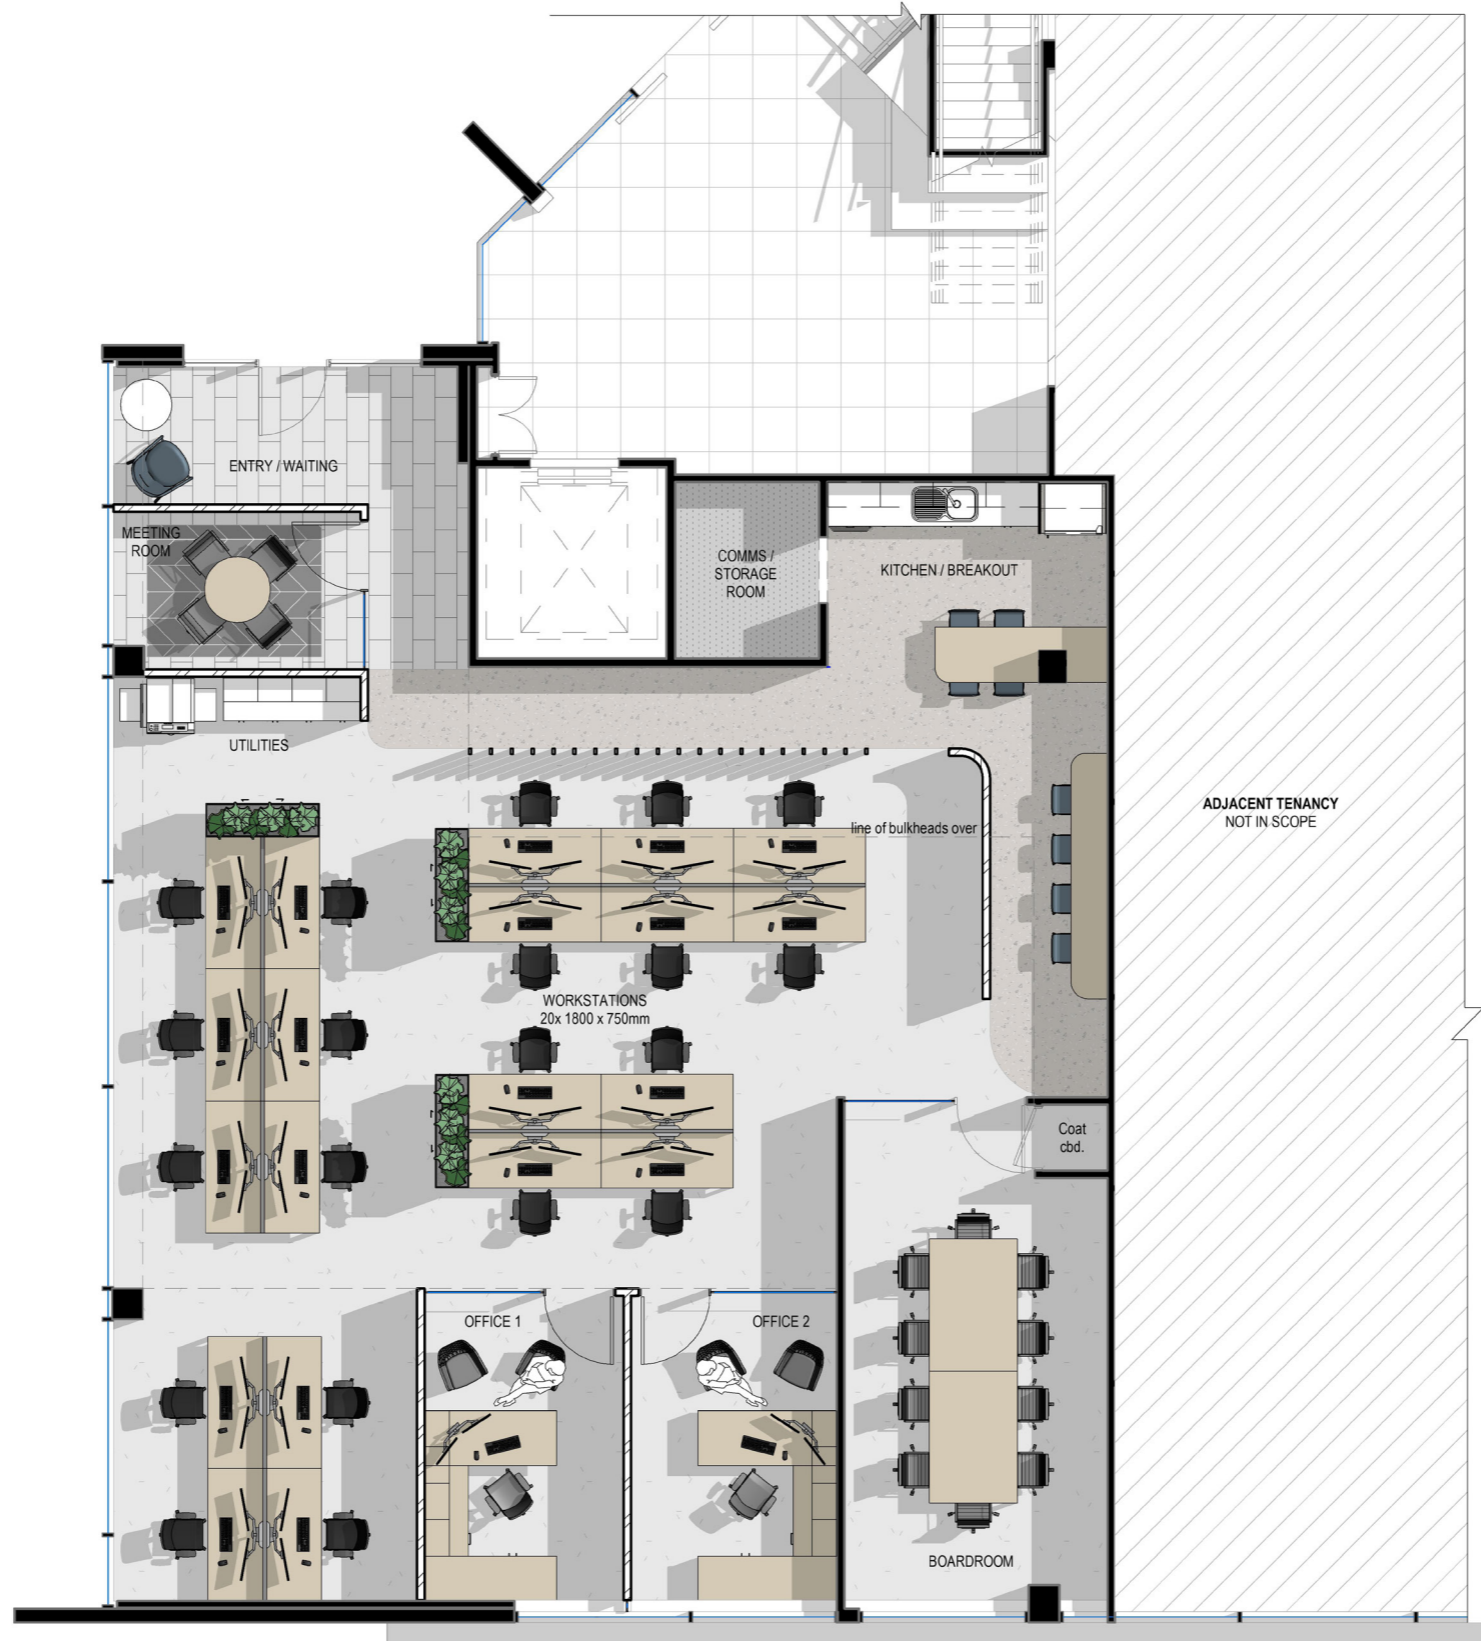 ENTRY / WAITING
MEETING
ROOM
COMMS /
STORAGE
ROOM
KITCHEN / BREAKOUT
UTILITIES
ADJACENT TENANCY
NOT IN SCOPE
line of bulkheads over
WORKSTATIONS
20x 1800 x 750mm
Coat
cbd.
OFFICE 1
OFFICE 2
BOARDROOM